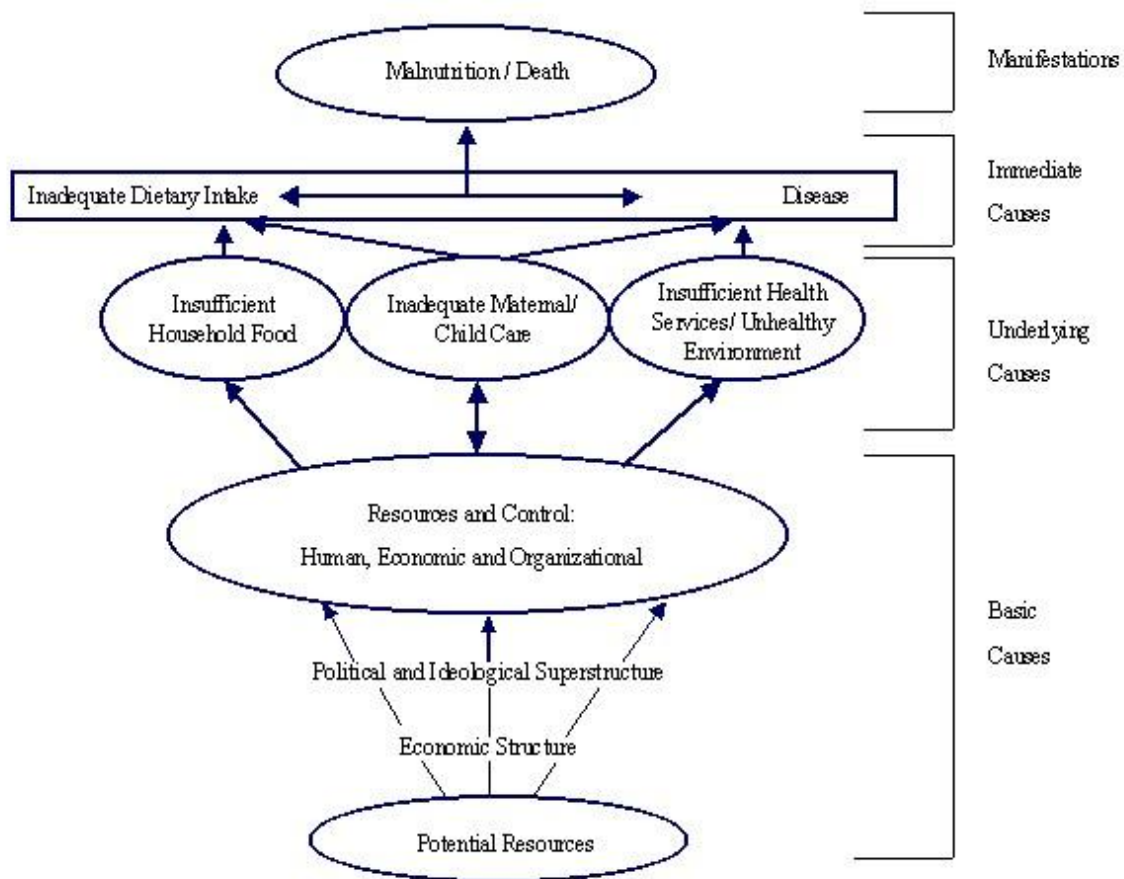 Malnutrition / Death
Manifestations
Inadequate Dietary Intake
Disease
Immediate
Causes
Insufficient
Household Food
Inadequate Maternal/
Child Care
Insufficient Health
Services/ Unhealthy
Environment
Underlying
Causes
Resources and Control:
Human, Economic and Organizational
Political and Ideological Superstructure
Economic Structure
Potential Resources
Basic
Causes